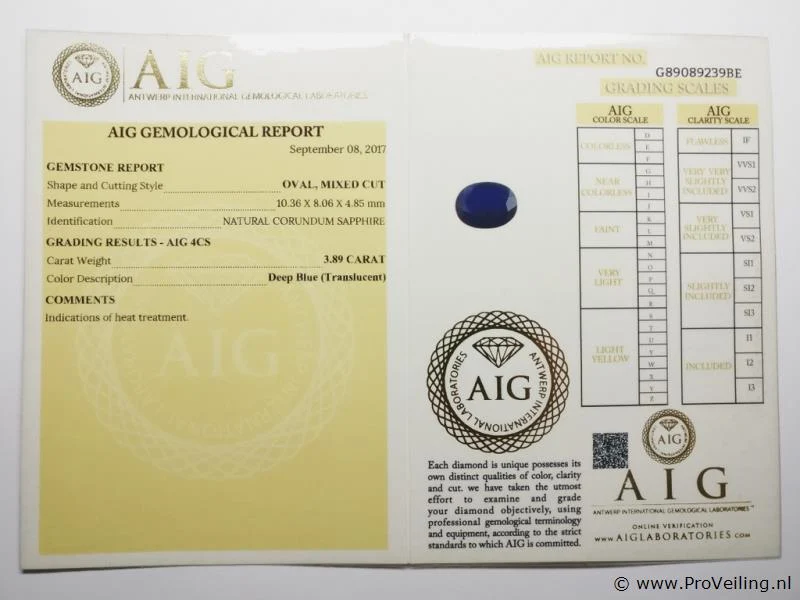 AIG
AIG
ANTWERP INTERNATIONAL GEMOLOGICAL LABORATORIES
AIG GEMOLOGICAL REPORT
September 08, 2017
GEMSTONE REPORT
Shape and Cutting Style OVAL, MIXED CUT
Measurements 10.36 X 8.06 X 4.85 mm
Identification NATURAL CORUNDUM SAPPHIRE
GRADING RESULTS - AIG 4CS
Carat Weight 3.89 CARAT
Color Description Deep Blue (Translucent)
COMMENTS
Indications of heat treatment.
AIG
AIG REPORT NO.
G89089239BE
GRADING SCALES
AIG
COLOR SCALE
COLORLESS
D
E
F
NEAR
COLORLESS
G
H
I
J
FAINT
K
L
M
VERY
LIGHT
N
O
P
Q
R
LIGHT
YELLOW
S
T
U
V
W
X
Y
Z
AIG
CLARITY SCALE
FLAWLESS
IF
VERY VERY
SLIGHTLY
INCLUDED
VVS1
VVS2
VERY
SLIGHTLY
INCLUDED
VS1
VS2
SLIGHTLY
INCLUDED
SI1
SI2
SI3
INCLUDED
I1
I2
I3
ANTWERP INTERNATIONAL
LABORATORIES
AIG
Each diamond is unique possesses its
own distinct qualities of color, clarity
and cut. we have taken the utmost
effort to examine and grade
your diamond objectively, using
professional gemological terminology
and equipment, according to the strict
standards to which AIG is committed.
AIG
AIG
ANTWERP INTERNATIONAL GEMOLOGICAL LABORATORIES™
ONLINE VERIFICATION
WWW.AIGLABORATORIES.COM
© www.ProVeiling.nl